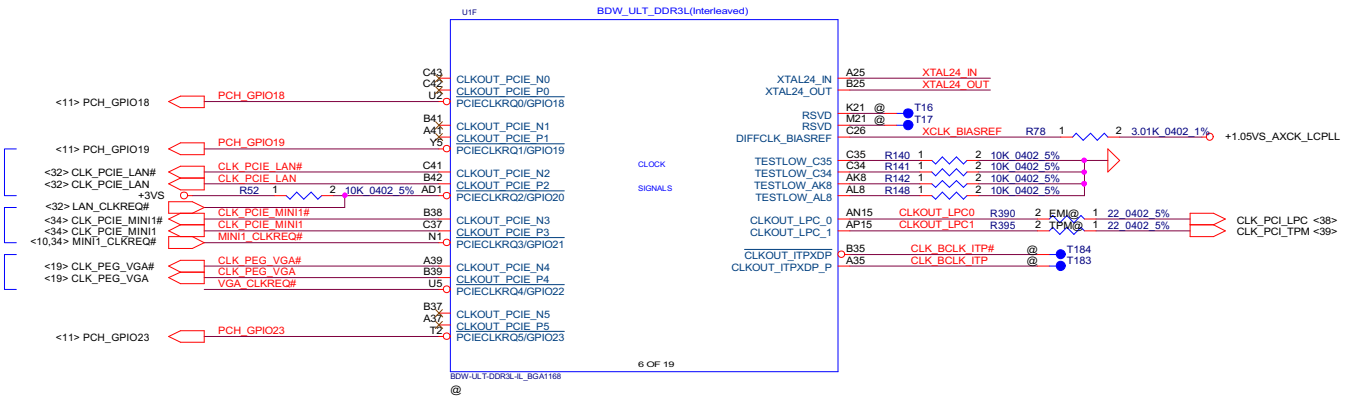 U1F
BDW_ULT_DDR3L(Interleaved)
C43 CLKOUT_PCIE_N0
C42 CLKOUT_PCIE_P0
<11> PCH_GPIO18 PCH_GPIO18 U2 PCIECLKRQ0/GPIO18
B41 CLKOUT_PCIE_N1
A41 CLKOUT_PCIE_P1
<11> PCH_GPIO19 PCH_GPIO19 Y5 PCIECLKRQ1/GPIO19
<32> CLK_PCIE_LAN# CLK_PCIE_LAN# C41 CLKOUT_PCIE_N2
<32> CLK_PCIE_LAN CLK_PCIE_LAN B42 CLKOUT_PCIE_P2
+3VS R52 1 2 10K_0402_5% AD1 PCIECLKRQ2/GPIO20
<32> LAN_CLKREQ#
<34> CLK_PCIE_MINI1# CLK_PCIE_MINI1# B38 CLKOUT_PCIE_N3
<34> CLK_PCIE_MINI1 CLK_PCIE_MINI1 C37 CLKOUT_PCIE_P3
<10,34> MINI1_CLKREQ# MINI1_CLKREQ# N1 PCIECLKRQ3/GPIO21
<19> CLK_PEG_VGA# CLK_PEG_VGA# A39 CLKOUT_PCIE_N4
<19> CLK_PEG_VGA CLK_PEG_VGA B39 CLKOUT_PCIE_P4
VGA_CLKREQ# U5 PCIECLKRQ4/GPIO22
B37 CLKOUT_PCIE_N5
A37 CLKOUT_PCIE_P5
<11> PCH_GPIO23 PCH_GPIO23 T2 PCIECLKRQ5/GPIO23
CLOCK
SIGNALS
XTAL24_IN A25 XTAL24_IN
XTAL24_OUT B25 XTAL24_OUT
RSVD K21 @ T16
RSVD M21 @ T17
DIFFCLK_BIASREF C26 XCLK_BIASREF R78 1 2 3.01K_0402_1% +1.05VS_AXCK_LCPLL
TESTLOW_C35 C35 R140 1 2 10K_0402_5%
TESTLOW_C34 C34 R141 1 2 10K_0402_5%
TESTLOW_AK8 AK8 R142 1 2 10K_0402_5%
TESTLOW_AL8 AL8 R148 1 2 10K_0402_5%
CLKOUT_LPC_0 AN15 CLKOUT_LPC0 R390 2 EMI@ 1 22_0402_5% CLK_PCI_LPC <38>
CLKOUT_LPC_1 AP15 CLKOUT_LPC1 R395 2 TPM@ 1 22_0402_5% CLK_PCI_TPM <39>
CLKOUT_ITPXDP B35 CLK_BCLK_ITP# @ T184
CLKOUT_ITPXDP_P A35 CLK_BCLK_ITP @ T183
6 OF 19
BDW-ULT-DDR3L-IL_BGA1168
@